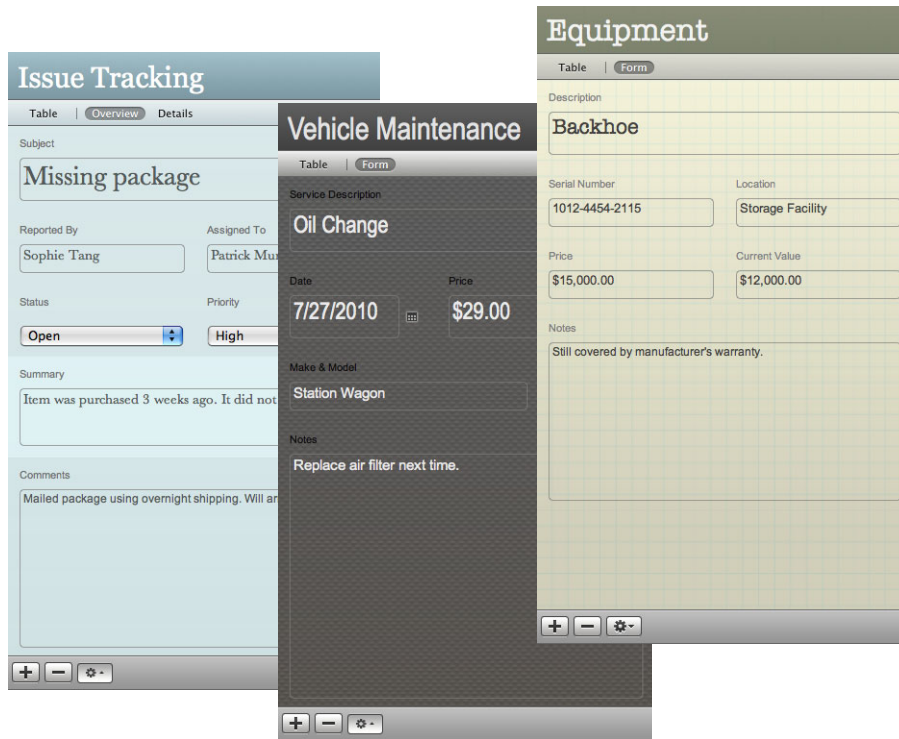 Issue Tracking
Table | Overview Details
Subject
Missing package
Reported By Assigned To
Sophie Tang Patrick
Status Priority
Open High
Summary
Item was purchased 3 weeks ago. It did not
Comments
Mailed package using overnight shipping. Will
Vehicle Maintenance
Table | Form
Service Description
Oil Change
Date Price
7/27/2010 $29.00
Make & Model
Station Wagon
Notes
Replace air filter next time.
Equipment
Table | Form
Description
Backhoe
Serial Number Location
1012-4454-2115 Storage Facility
Price Current Value
$15,000.00 $12,000.00
Notes
Still covered by manufacturer's warranty.